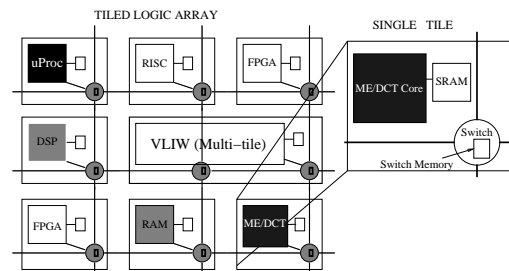 TILED LOGIC ARRAY
SINGLE TILE
uProc
RISC
FPGA
ME/DCT Core
SRAM
DSP
VLIW (Multi−tile)
Switch
Switch Memory
FPGA
RAM
ME/DCT